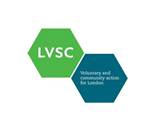 LVSC
Voluntary and
community action
for London